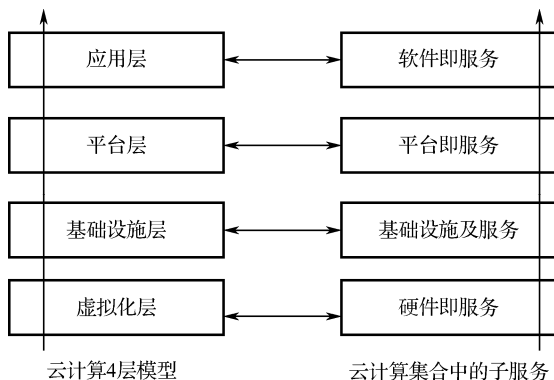 应用层
软件即服务
平台层
平台即服务
基础设施层
基础设施及服务
虚拟化层
硬件即服务
云计算4层模型
云计算集合中的子服务